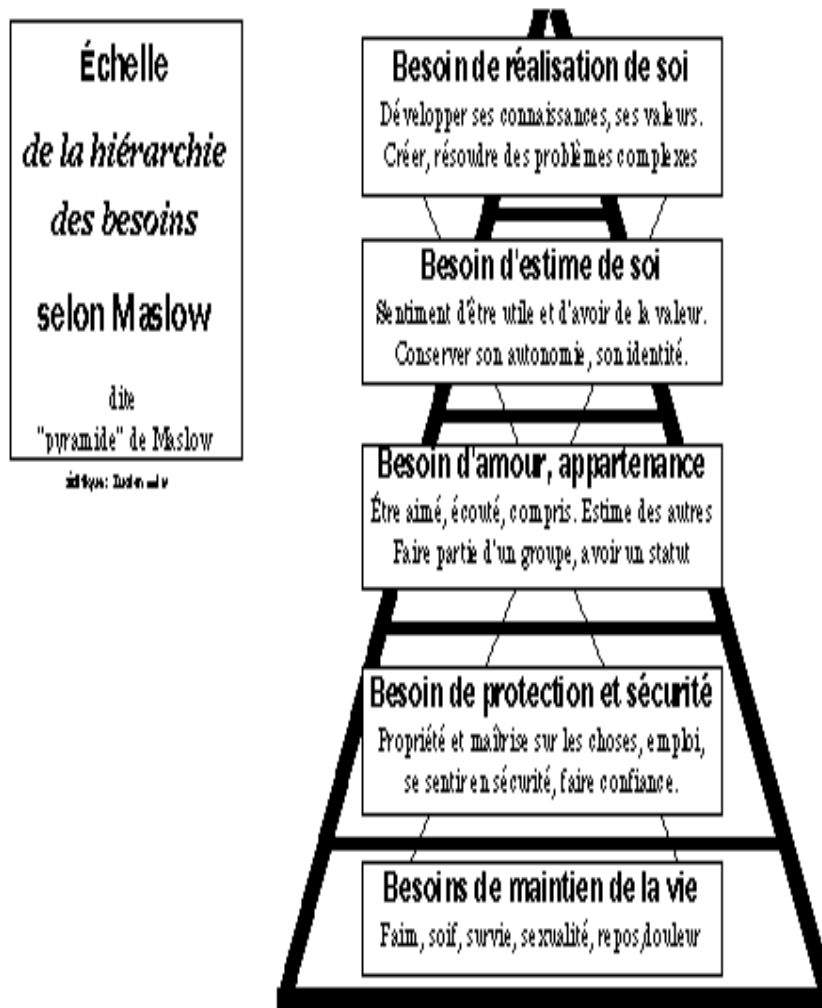 Échelle
de la hiérarchie
des besoins
selon Maslow
dite
"pyramide" de Maslow
Besoin de réalisation de soi
Développer ses connaissances, ses valeurs.
Créer, résoudre des problèmes complexes
Besoin d'estime de soi
Sentiment d'être utile et d'avoir de la valeur.
Conserver son autonomie, son identité.
Besoin d'amour, appartenance
Être aimé, écouté, compris. Estime des autres
Faire partie d'un groupe, avoir un statut
Besoin de protection et sécurité
Propriété et maîtrise sur les choses, emploi,
se sentir en sécurité, faire confiance.
Besoins de maintien de la vie
Faim, soif, survie, sexualité, repos,douleur